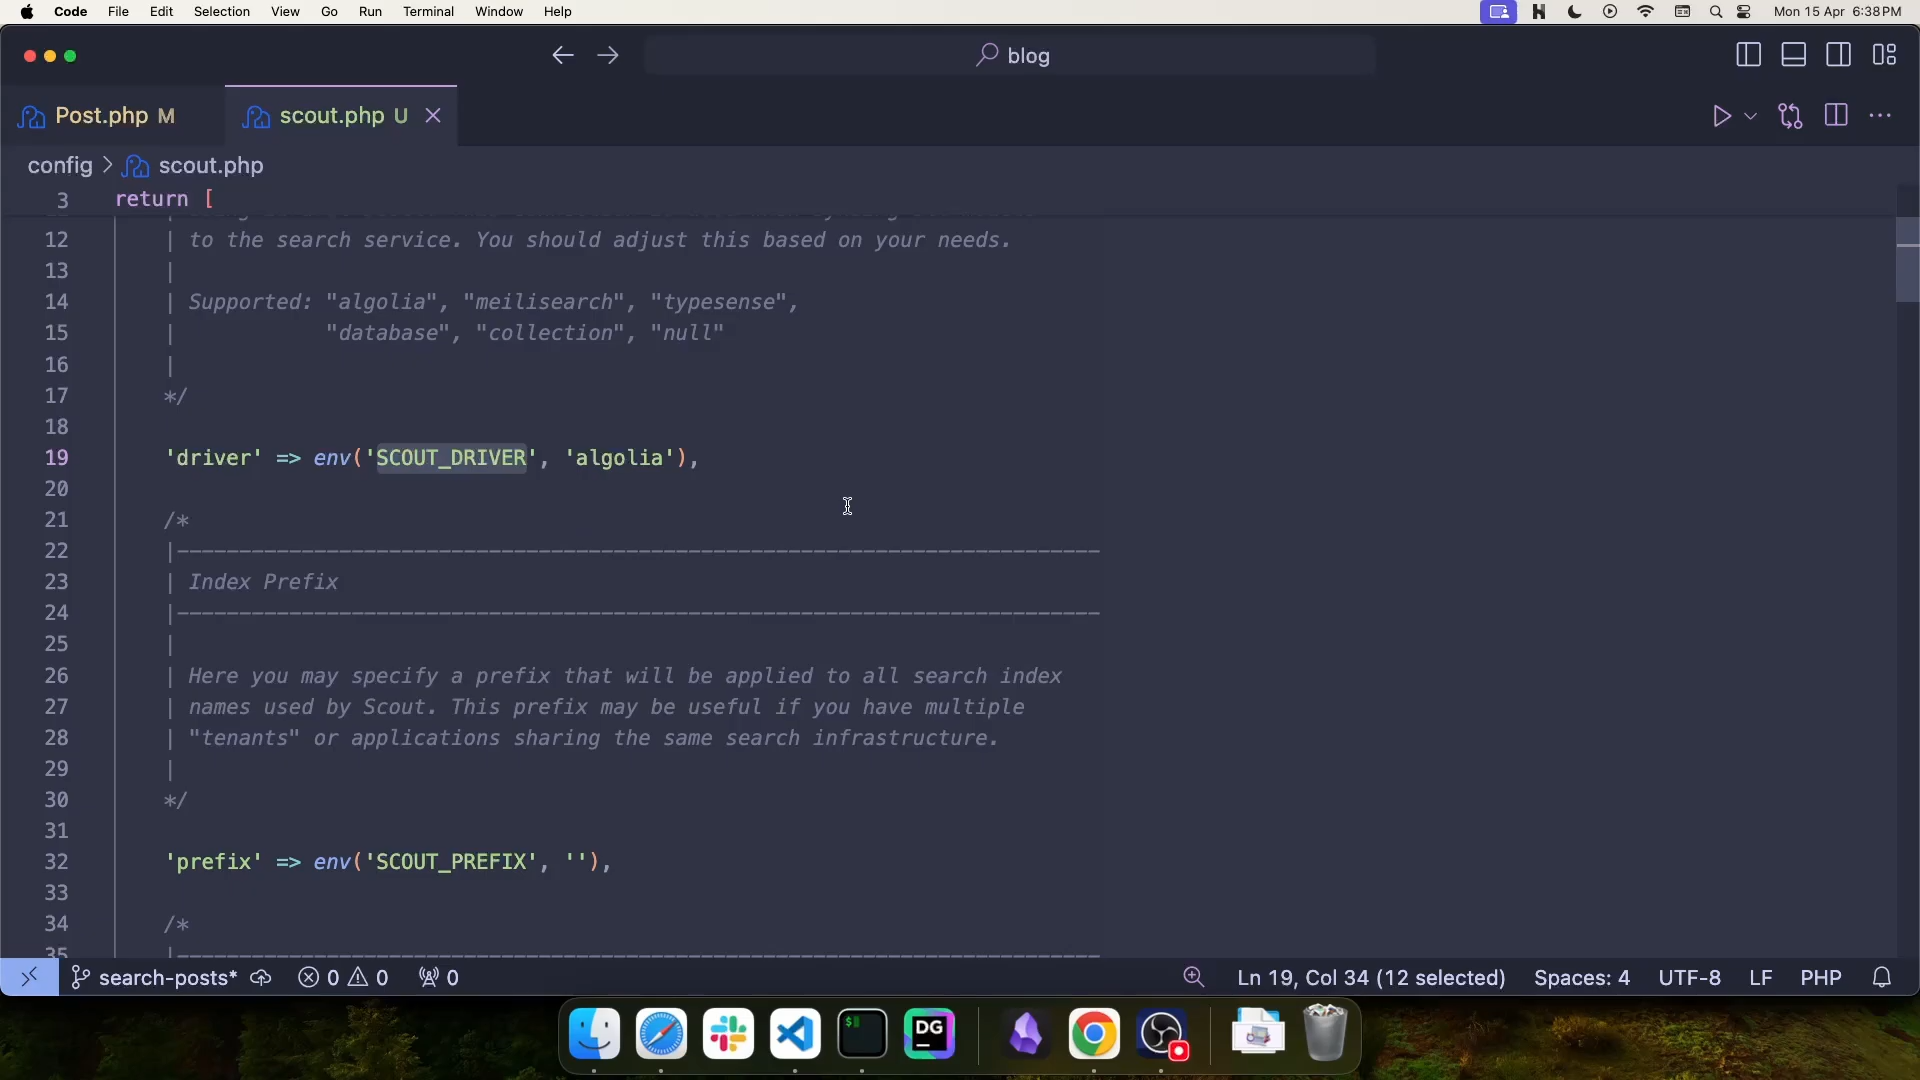 Code File Edit Selection View Go Run Terminal Window Help Mon 15 Apr 6:38 PM
blog
Post.php M scout.php U
config > scout.php
3 return [
12 | to the search service. You should adjust this based on your needs.
13 |
14 | Supported: "algolia", "meilisearch", "typesense",
15 | "database", "collection", "null"
16 |
17 */
18
19 'driver' => env('SCOUT_DRIVER', 'algolia'),
20
21 /*
22 |--------------------------------------------------------------------------
23 | Index Prefix
24 |--------------------------------------------------------------------------
25 |
26 | Here you may specify a prefix that will be applied to all search index
27 | names used by Scout. This prefix may be useful if you have multiple
28 | "tenants" or applications sharing the same search infrastructure.
29 |
30 */
31
32 'prefix' => env('SCOUT_PREFIX', ''),
33
34 /*
35 |--------------------------------------------------------------------------
search-posts* 0 0 0 Ln 19, Col 34 (12 selected) Spaces: 4 UTF-8 LF PHP
DG